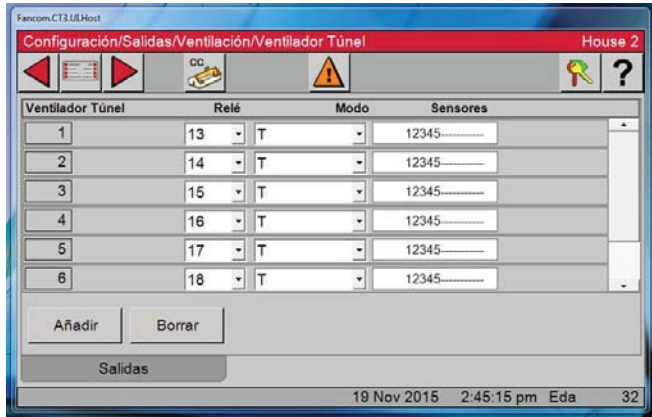 Fancom.CT3.UI.Host
Configuración/Salidas/Ventilación/Ventilador Túnel House 2
CC ?
Ventilador Túnel Relé Modo Sensores
1 13 T 12345-----------
2 14 T 12345-----------
3 15 T 12345-----------
4 16 T 12345-----------
5 17 T 12345-----------
6 18 T 12345-----------
Añadir Borrar
Salidas
19 Nov 2015 2:45:15 pm Eda 32